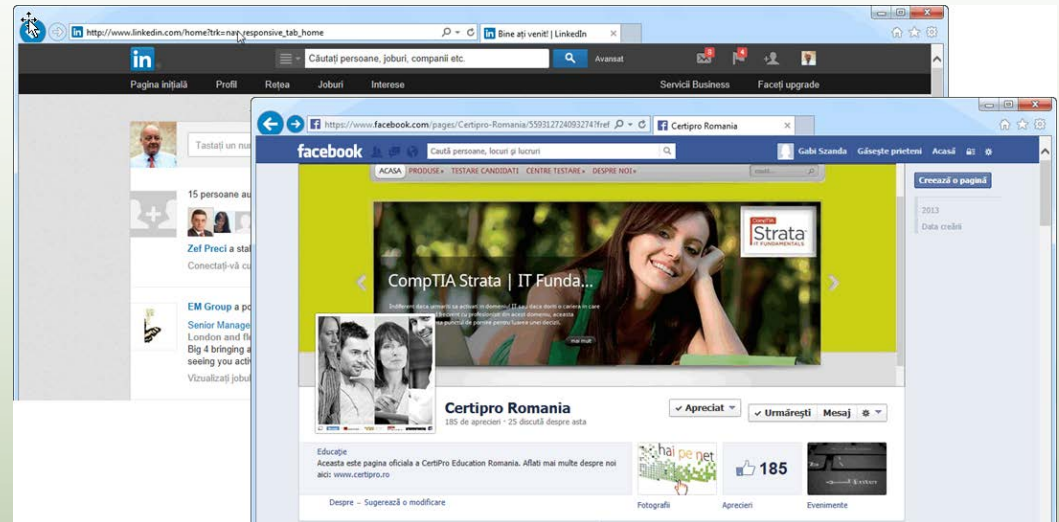 http://www.linkedin.com/home?trk=nav_responsive_tab_home
Bine ați venit! | LinkedIn
in
Căutați persoane, joburi, companii etc.
Avansat
Pagina inițială Profil Rețea Joburi Interese Servicii Business Faceți upgrade
Tastați un nu
15 persoane au
Zef Preci a stal
Conectați-vă cu
EM Group a po
Senior Manage
London and fle
Big 4 bringing a
seeing you activ
Vizualizați jobul
https://www.facebook.com/pages/Certipro-Romania/559312724093274?fref
Certipro Romania
facebook
Caută persoane, locuri și lucruri
Gabi Szanda Găsește prieteni Acasă
Creează o pagină
2013
Data creării
ACASA PRODUSE TESTARE CANDIDATI CENTRE TESTARE DESPRE NOI
CompTIA
Strata
IT FUNDAMENTALS
CompTIA Strata | IT Funda...
mai mult
Certipro Romania
185 de aprecieri · 25 discută despre asta
Apreciat
Urmărești Mesaj
Educație
Aceasta este pagina oficiala a CertiPro Education Romania. Aflati mai multe despre noi
aici: www.certipro.ro
Despre – Sugerează o modificare
hai pe net
185
Fotografii Aprecieri Evenimente